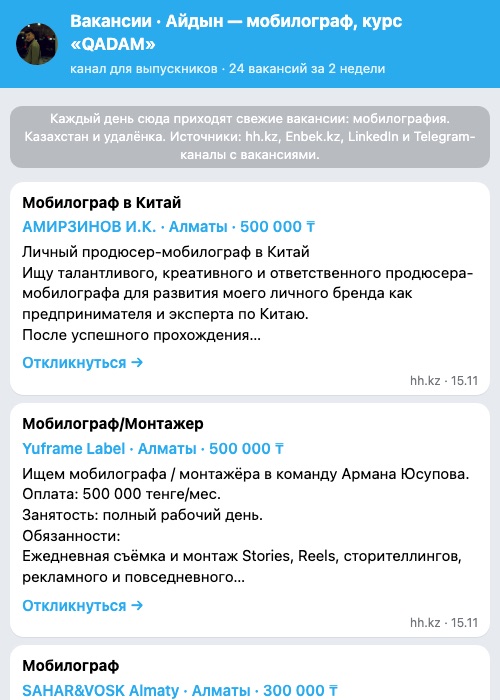 Вакансии · Айдын — мобилограф, курс
«QADAM»
канал для выпускников · 24 вакансий за 2 недели
Каждый день сюда приходят свежие вакансии: мобилография.
Казахстан и удалёнка. Источники: hh.kz, Enbek.kz, LinkedIn и Telegram-
каналы с вакансиями.
Мобилограф в Китай
АМИРЗИНОВ И.К. · Алматы · 500 000 ₸
Личный продюсер-мобилограф в Китай
Ищу талантливого, креативного и ответственного продюсера-
мобилографа для развития моего личного бренда как
предпринимателя и эксперта по Китаю.
После успешного прохождения...
Откликнуться →
hh.kz · 15.11
Мобилограф/Монтажер
Yuframe Label · Алматы · 500 000 ₸
Ищем мобилографа / монтажёра в команду Армана Юсупова.
Оплата: 500 000 тенге/мес.
Занятость: полный рабочий день.
Обязанности:
Ежедневная съёмка и монтаж Stories, Reels, сторителлингов,
рекламного и повседневного...
Откликнуться →
hh.kz · 15.11
Мобилограф
SAHAR&VOSK Almaty · Алматы · 300 000 ₸